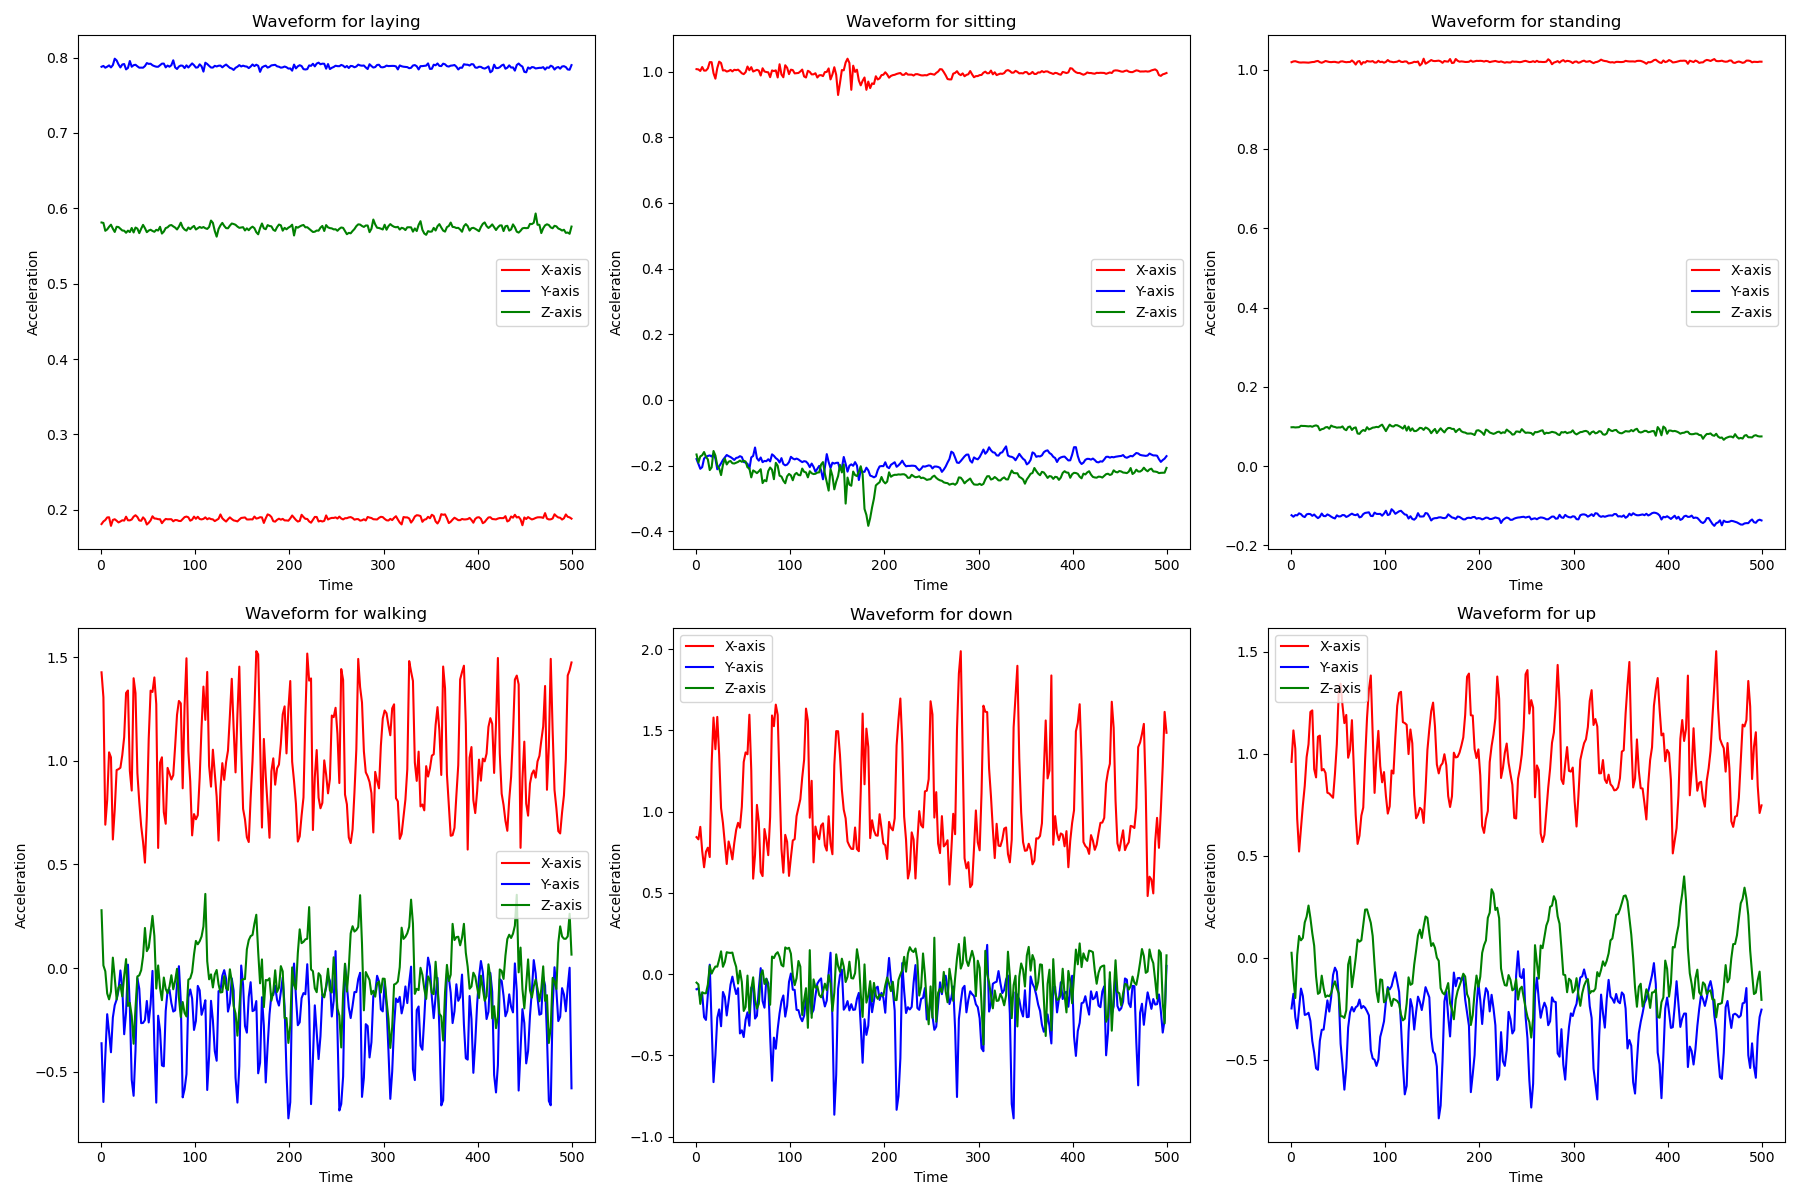 Waveform for laying
0.8
0.7
0.6
0.5
0.4
0.3
0.2
Acceleration
X-axis
Y-axis
Z-axis
0 100 200 300 400 500
Time
Waveform for sitting
1.0
0.8
0.6
0.4
0.2
0.0
−0.2
−0.4
Acceleration
X-axis
Y-axis
Z-axis
0 100 200 300 400 500
Time
Waveform for standing
1.0
0.8
0.6
0.4
0.2
0.0
−0.2
Acceleration
X-axis
Y-axis
Z-axis
0 100 200 300 400 500
Time
Waveform for walking
1.5
1.0
0.5
0.0
−0.5
Acceleration
X-axis
Y-axis
Z-axis
0 100 200 300 400 500
Time
Waveform for down
2.0
1.5
1.0
0.5
0.0
−0.5
−1.0
Acceleration
X-axis
Y-axis
Z-axis
0 100 200 300 400 500
Time
Waveform for up
1.5
1.0
0.5
0.0
−0.5
Acceleration
X-axis
Y-axis
Z-axis
0 100 200 300 400 500
Time